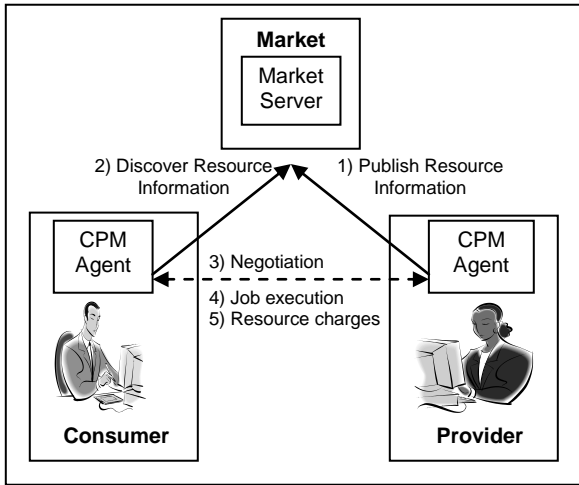 Market
Market
Server
2) Discover Resource
Information
1) Publish Resource
Information
CPM
Agent
CPM
Agent
3) Negotiation
4) Job execution
5) Resource charges
Consumer
Provider